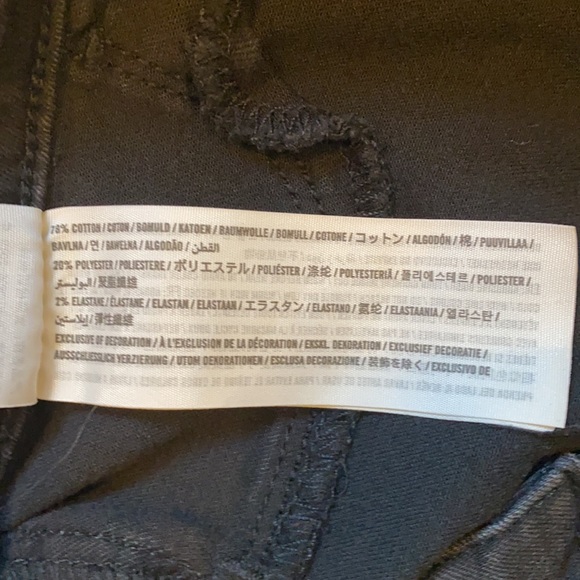 78% COTTON / COTON / BOMULD / KATOEN / BAUMWOLLE / BOMULL / COTONE / コットン / ALGODÓN / 棉 / PUUVILLAA /
BAVLNA / 면 / BAWEŁNA / ALGODÃO / القطن /
20% POLYESTER / POLIESTERE / ポリエステル / POLIÉSTER / 涤纶 / POLYESTERIÄ / 폴리에스테르 / POLIESTER /
البوليستر / 聚酯纖維
2% ELASTANE / ÉLASTANE / ELASTAN / ELASTAAN / エラスタン / ELASTANO / 氨纶 / ELASTAANIA / 엘라스탄 /
إيلاستين / 彈性纖維
EXCLUSIVE OF DECORATION / À L'EXCLUSION DE LA DÉCORATION / EKSKL. DEKORATION / EXCLUSIEF DECORATIE /
AUSSCHLIESSLICH VERZIERUNG / UTOM DEKORATIONEN / ESCLUSA DECORAZIONE / 装飾を除く / EXCLUSIVO DE